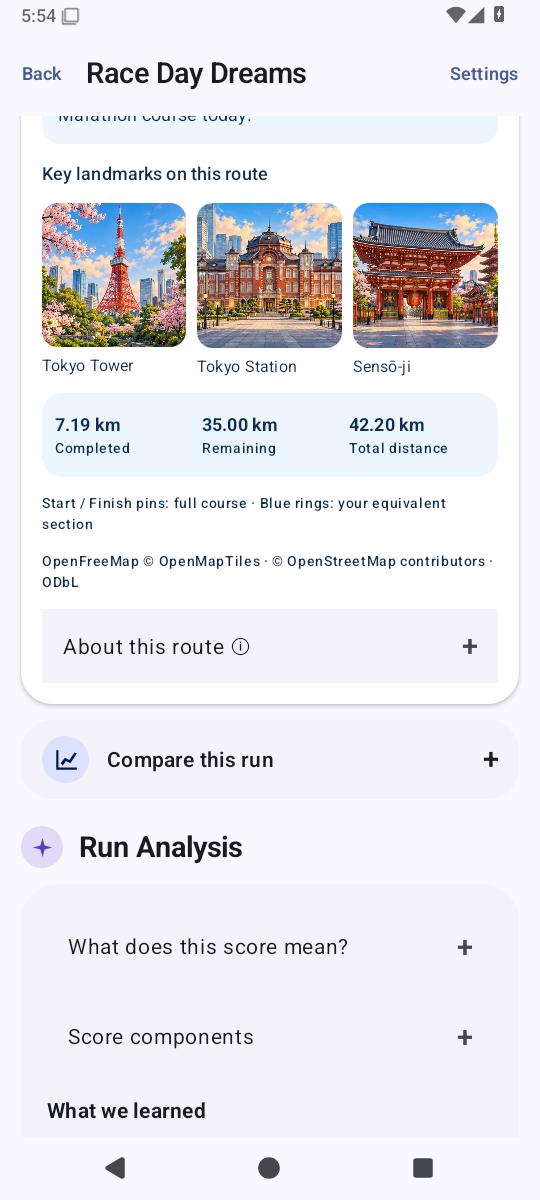 5:54
Back
Race Day Dreams
Settings
Marathon course today.
Key landmarks on this route
Tokyo Tower
Tokyo Station
Sensō-ji
7.19 km
35.00 km
42.20 km
Completed
Remaining
Total distance
Start / Finish pins: full course · Blue rings: your equivalent
section
OpenFreeMap © OpenMapTiles · © OpenStreetMap contributors ·
ODbL
About this route ⓘ
+
Compare this run
+
Run Analysis
What does this score mean?
+
Score components
+
What we learned